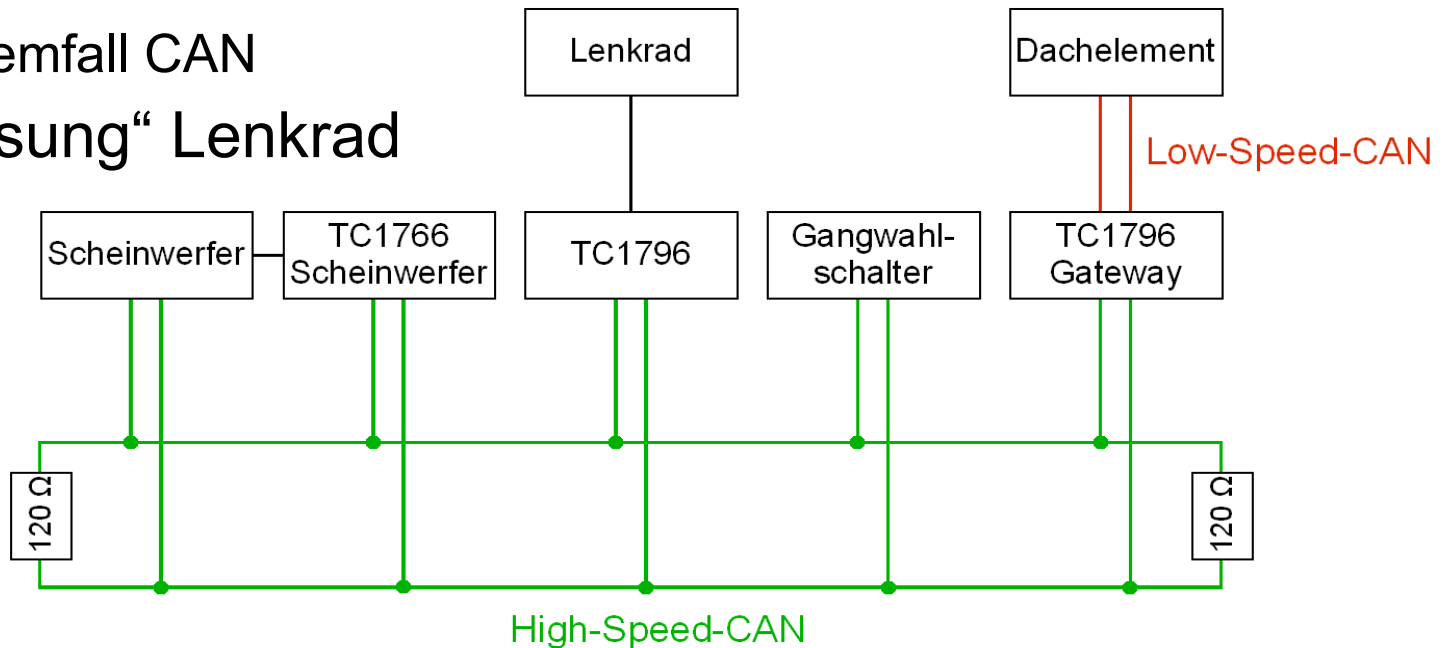 emfall CAN
sung“ Lenkrad
Lenkrad
Dachelement
Low-Speed-CAN
Scheinwerfer
TC1766
Scheinwerfer
TC1796
Gangwahl-
schalter
TC1796
Gateway
120 Ω
120 Ω
High-Speed-CAN